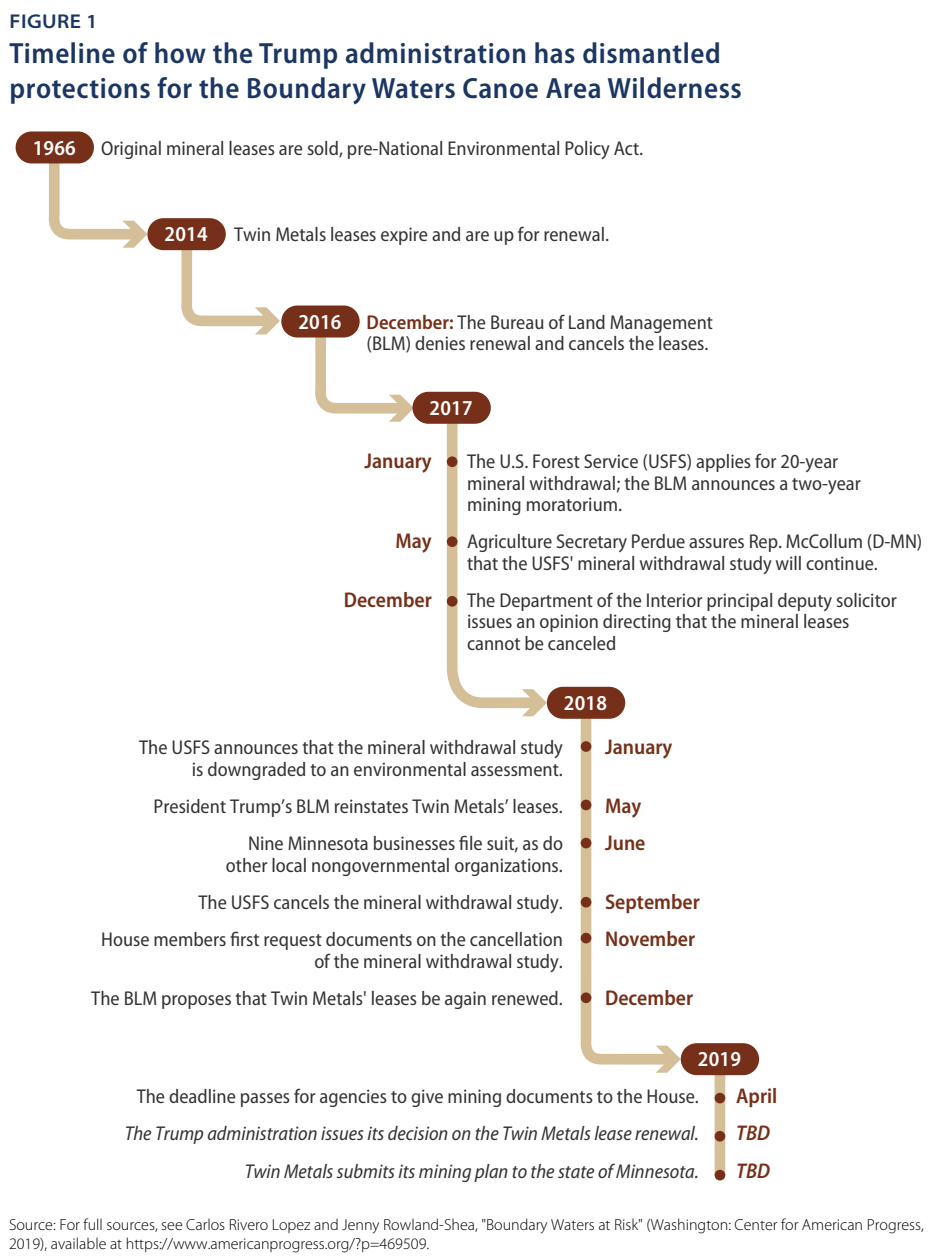 FIGURE 1
Timeline of how the Trump administration has dismantled
protections for the Boundary Waters Canoe Area Wilderness
1966 Original mineral leases are sold, pre-National Environmental Policy Act.
2014 Twin Metals leases expire and are up for renewal.
2016 December: The Bureau of Land Management
(BLM) denies renewal and cancels the leases.
2017
January The U.S. Forest Service (USFS) applies for 20-year
mineral withdrawal; the BLM announces a two-year
mining moratorium.
May Agriculture Secretary Perdue assures Rep. McCollum (D-MN)
that the USFS' mineral withdrawal study will continue.
December The Department of the Interior principal deputy solicitor
issues an opinion directing that the mineral leases
cannot be canceled
2018
The USFS announces that the mineral withdrawal study January
is downgraded to an environmental assessment.
President Trump’s BLM reinstates Twin Metals’ leases. May
Nine Minnesota businesses file suit, as do June
other local nongovernmental organizations.
The USFS cancels the mineral withdrawal study. September
House members first request documents on the cancellation November
of the mineral withdrawal study.
The BLM proposes that Twin Metals' leases be again renewed. December
2019
The deadline passes for agencies to give mining documents to the House. April
The Trump administration issues its decision on the Twin Metals lease renewal. TBD
Twin Metals submits its mining plan to the state of Minnesota. TBD
Source: For full sources, see Carlos Rivero Lopez and Jenny Rowland-Shea, "Boundary Waters at Risk" (Washington: Center for American Progress,
2019), available at https://www.americanprogress.org/?p=469509.